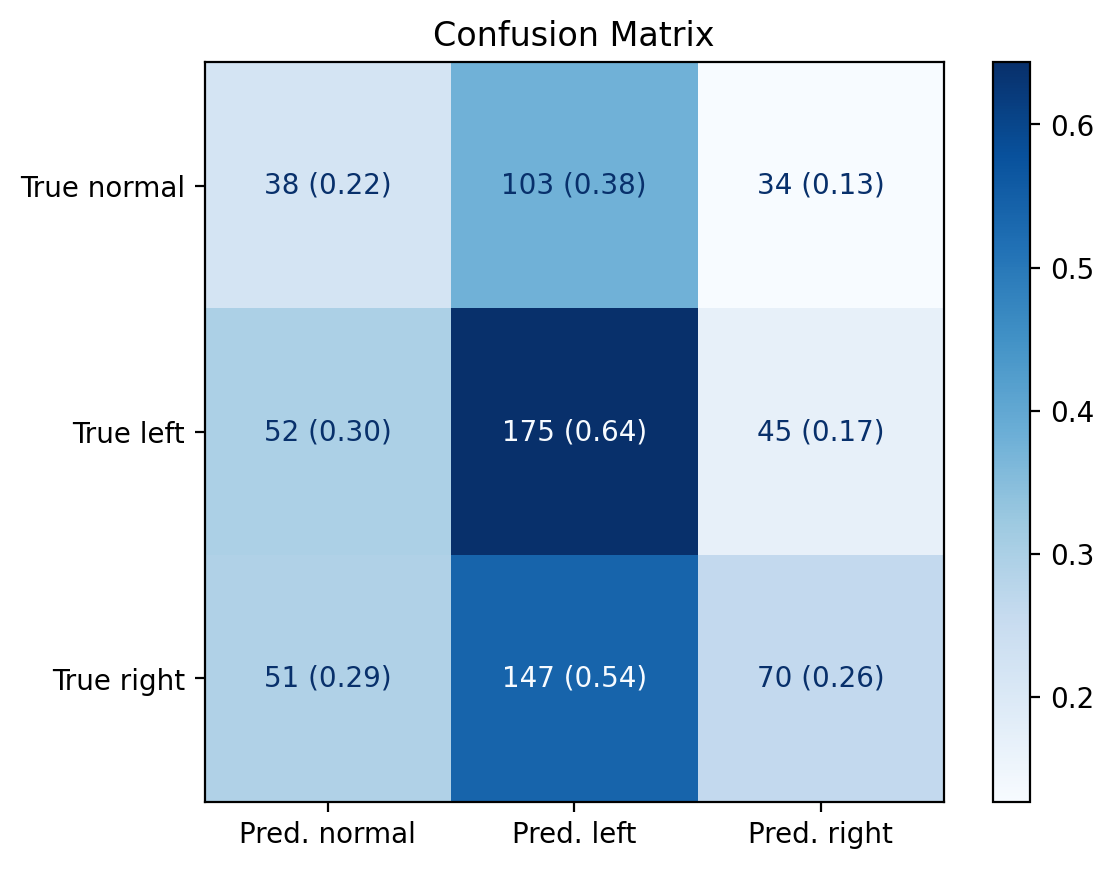 Confusion Matrix
True normal
38 (0.22)
103 (0.38)
34 (0.13)
True left
52 (0.30)
175 (0.64)
45 (0.17)
True right
51 (0.29)
147 (0.54)
70 (0.26)
Pred. normal
Pred. left
Pred. right
0.6
0.5
0.4
0.3
0.2